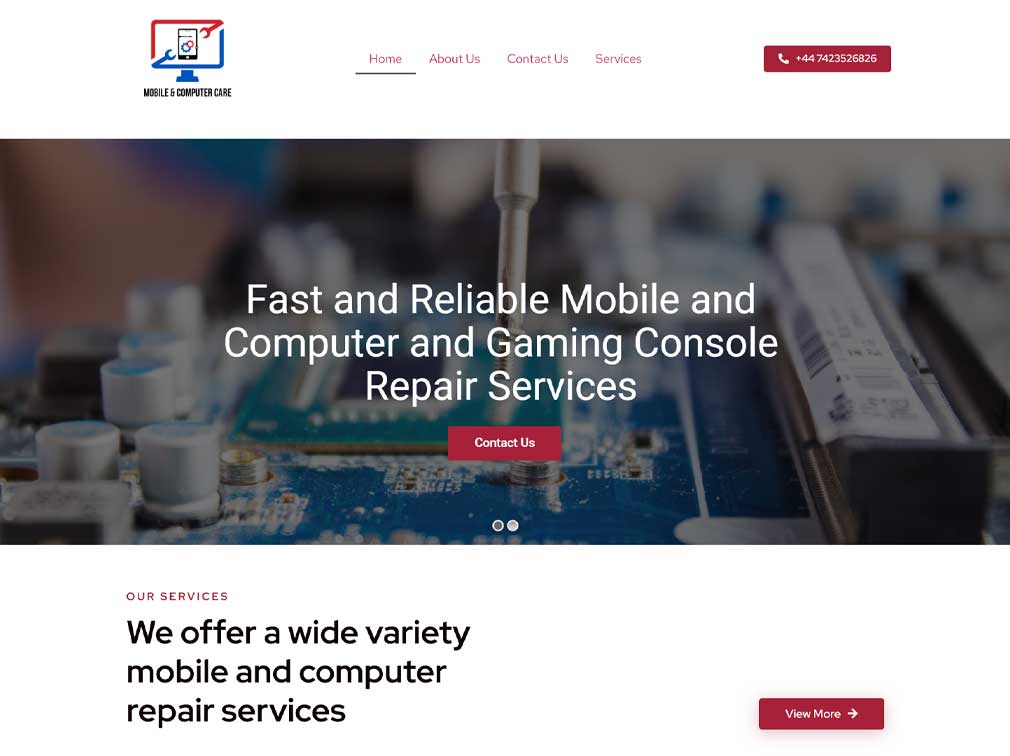 MOBILE & COMPUTER CARE
Home
About Us
Contact Us
Services
+44 7423526826
Fast and Reliable Mobile and
Computer and Gaming Console
Repair Services
Contact Us
OUR SERVICES
We offer a wide variety
mobile and computer
repair services
View More